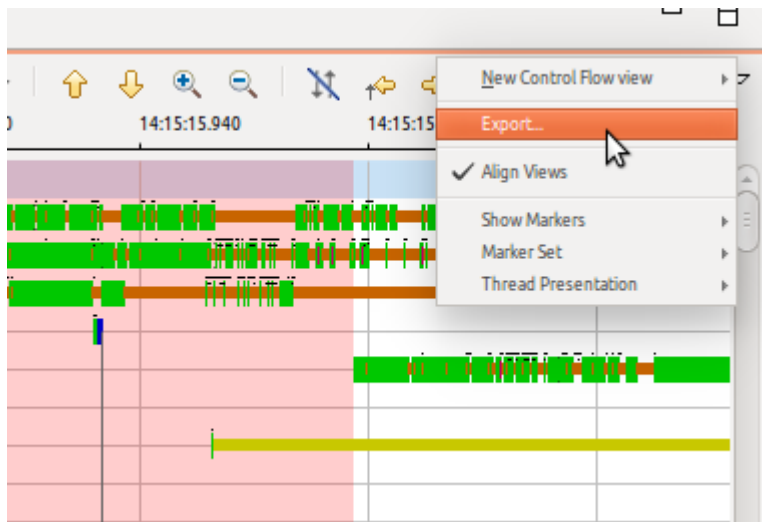 New Control Flow view
14:15:15.940
14:15:15
Export...
Align Views
Show Markers
Marker Set
Thread Presentation